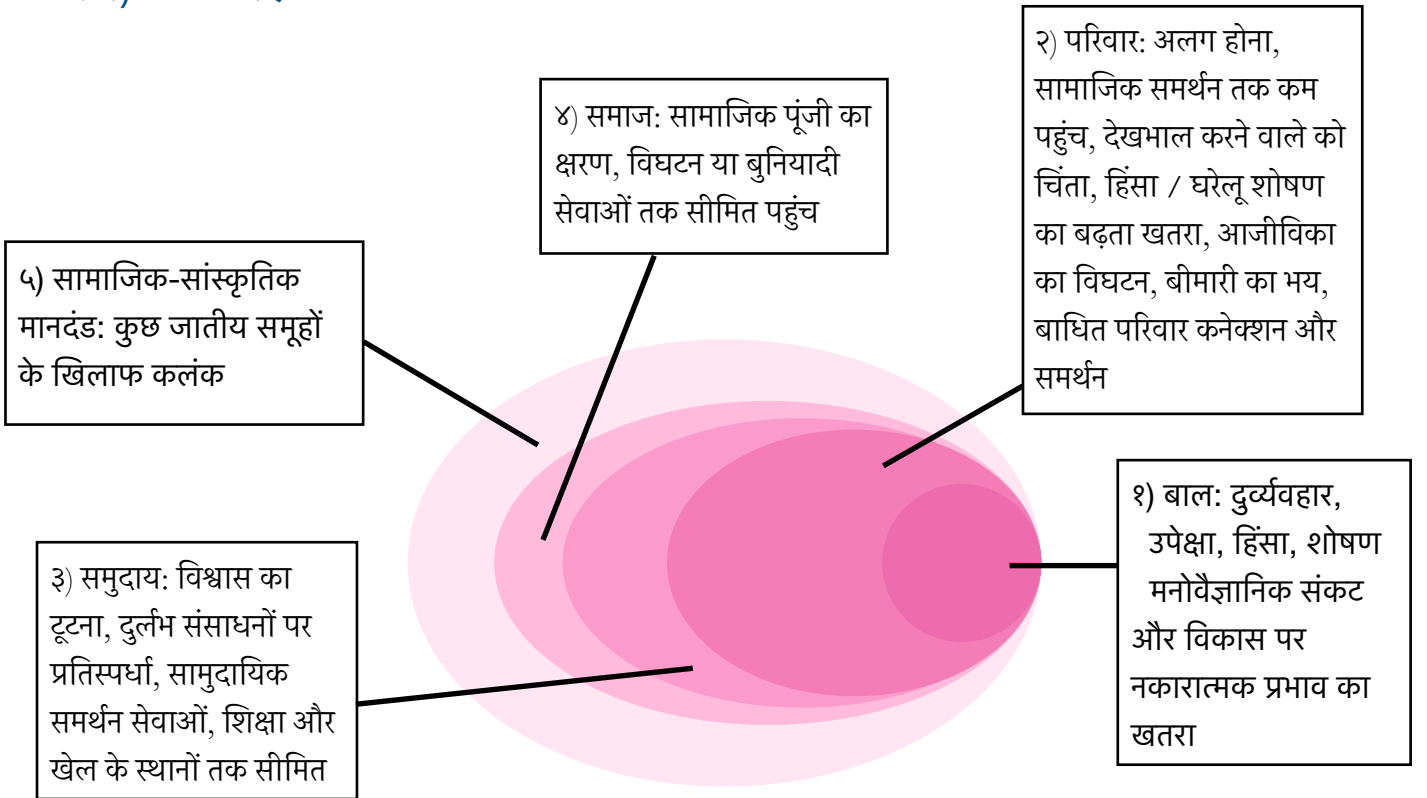 १) बाल: दुर्व्यवहार,
उपेक्षा, हिंसा, शोषण
मनोवैज्ञानिक संकट
और विकास पर
नकारात्मक प्रभाव का
खतरा
२) परिवार: अलग होना,
सामाजिक समर्थन तक कम
पहुंच, देखभाल करने वाले को
चिंता, हिंसा / घरेलू शोषण
का बढ़ता खतरा, आजीविका
का विघटन, बीमारी का भय,
बाधित परिवार कनेक्शन और
समर्थन
३) समुदाय: विश्वास का
टूटना, दुर्लभ संसाधनों पर
प्रतिस्पर्धा, सामुदायिक
समर्थन सेवाओं, शिक्षा और
खेल के स्थानों तक सीमित
४) समाज: सामाजिक पूंजी का
क्षरण, विघटन या बुनियादी
सेवाओं तक सीमित पहुंच
५) सामाजिक-सांस्कृतिक
मानदंड: कुछ जातीय समूहों
के खिलाफ कलंक